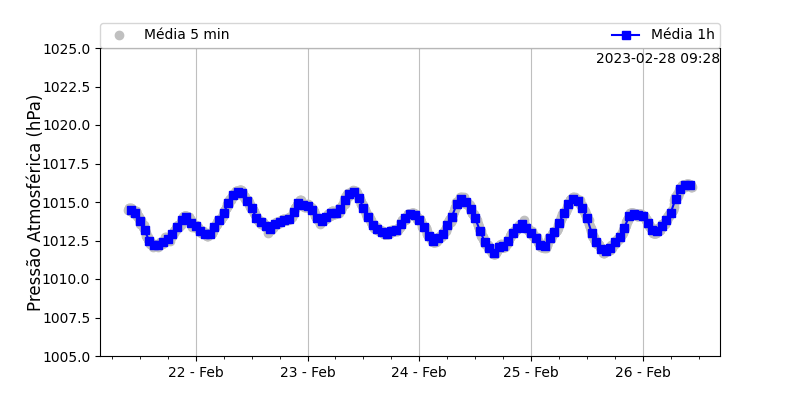 Média 5 min
Média 1h
2023-02-28 09:28
Pressão Atmosférica (hPa)
1025.0
1022.5
1020.0
1017.5
1015.0
1012.5
1010.0
1007.5
1005.0
22 - Feb
23 - Feb
24 - Feb
25 - Feb
26 - Feb